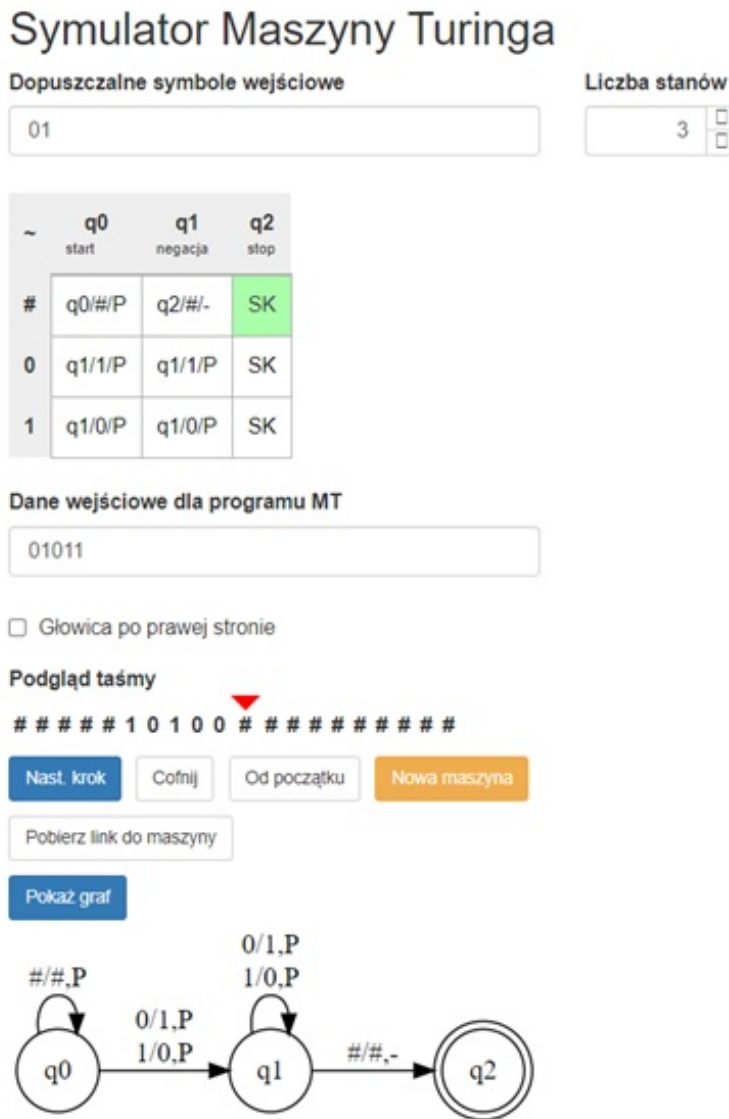 Symulator Maszyny Turinga
Dopuszczalne symbole wejściowe Liczba stanów
01 3
~ q0 q1 q2
start negacja stop
# q0/#/P q2/#/- SK
0 q1/1/P q1/1/P SK
1 q1/0/P q1/0/P SK
Dane wejściowe dla programu MT
01011
Głowica po prawej stronie
Podgląd taśmy
# # # # # 1 0 1 0 0 # # # # # # # # # #
Nast. krok Cofnij Od początku Nowa maszyna
Pobierz link do maszyny
Pokaż graf
0/1,P
#/#,P 1/0,P
0/1,P
1/0,P #/#,-
q0 q1 q2